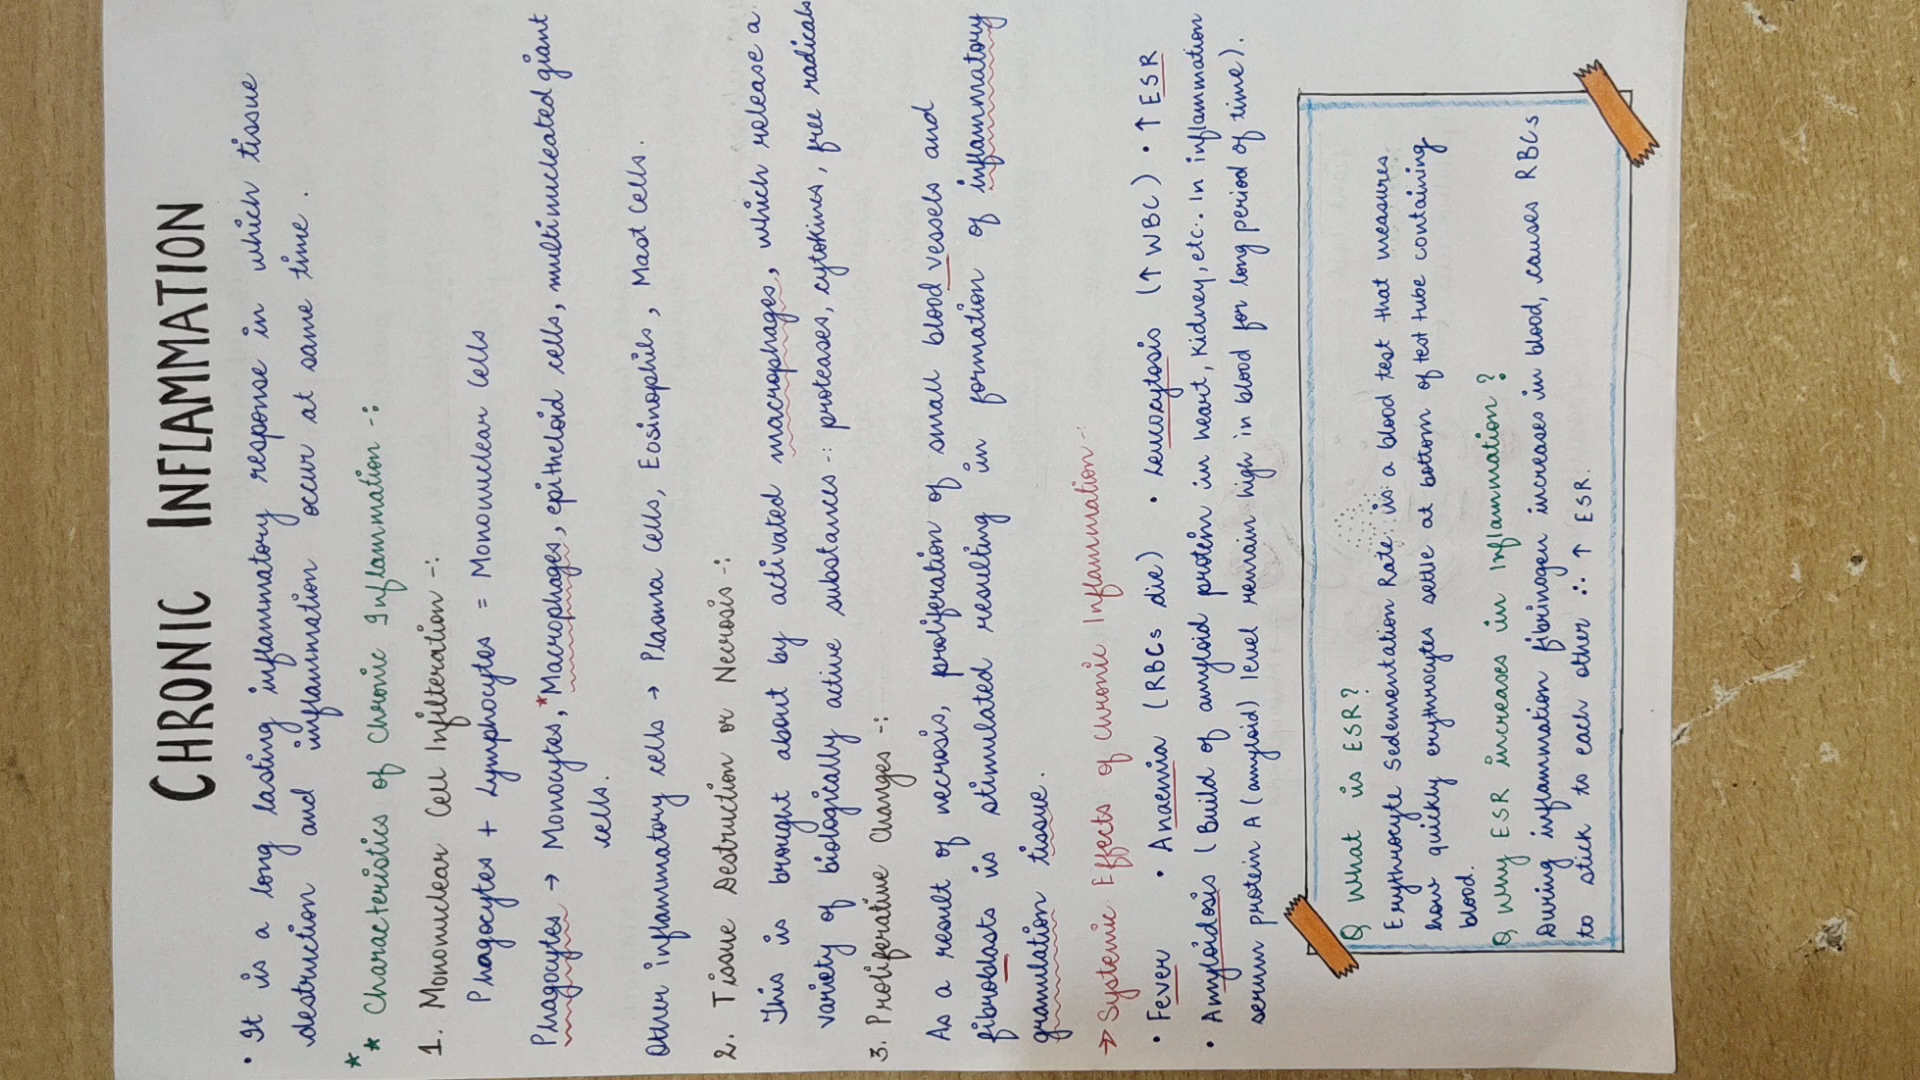 CHRONIC INFLAMMATION
• It is a long lasting inflammatory response in which tissue
destruction and inflammation occur at same time.
** Characteristics of Chronic Inflammation -:
1. Mononuclear Cell Infilteration -:
Phagocytes + Lymphocytes = Mononuclear Cells
Phagocytes → Monocytes, *Macrophages, epitheloid cells, multinucleated giant
cells.
Other inflammatory cells → Plasma cells, Eosinophils, Mast cells.
2. Tissue Destruction or Necrosis -:
This is brought about by activated macrophages, which release a
variety of biologically active substances -: proteases, cytokines, free radicals
3. Proliferative Changes -:
As a result of necrosis, proliferation of small blood vessels and
fibroblasts is stimulated resulting in formation of inflammatory
granulation tissue.
→ Systemic Effects of Chronic Inflammation -:
• Fever • Anaemia (RBCs die) • Leucocytosis (↑ WBC) • ↑ ESR
• Amyloidosis (Build of amyloid protein in heart, kidney, etc. In inflammation
serum protein A (amyloid) level remain high in blood for long period of time).
Q What is ESR?
Erythrocyte Sedementation Rate is a blood test that measures
how quickly erythrocytes settle at bottom of test tube containing
blood.
Q Why ESR increases in Inflammation?
During inflammation fibrinogen increases in blood, causes RBCs
to stick to each other ∴ ↑ ESR.